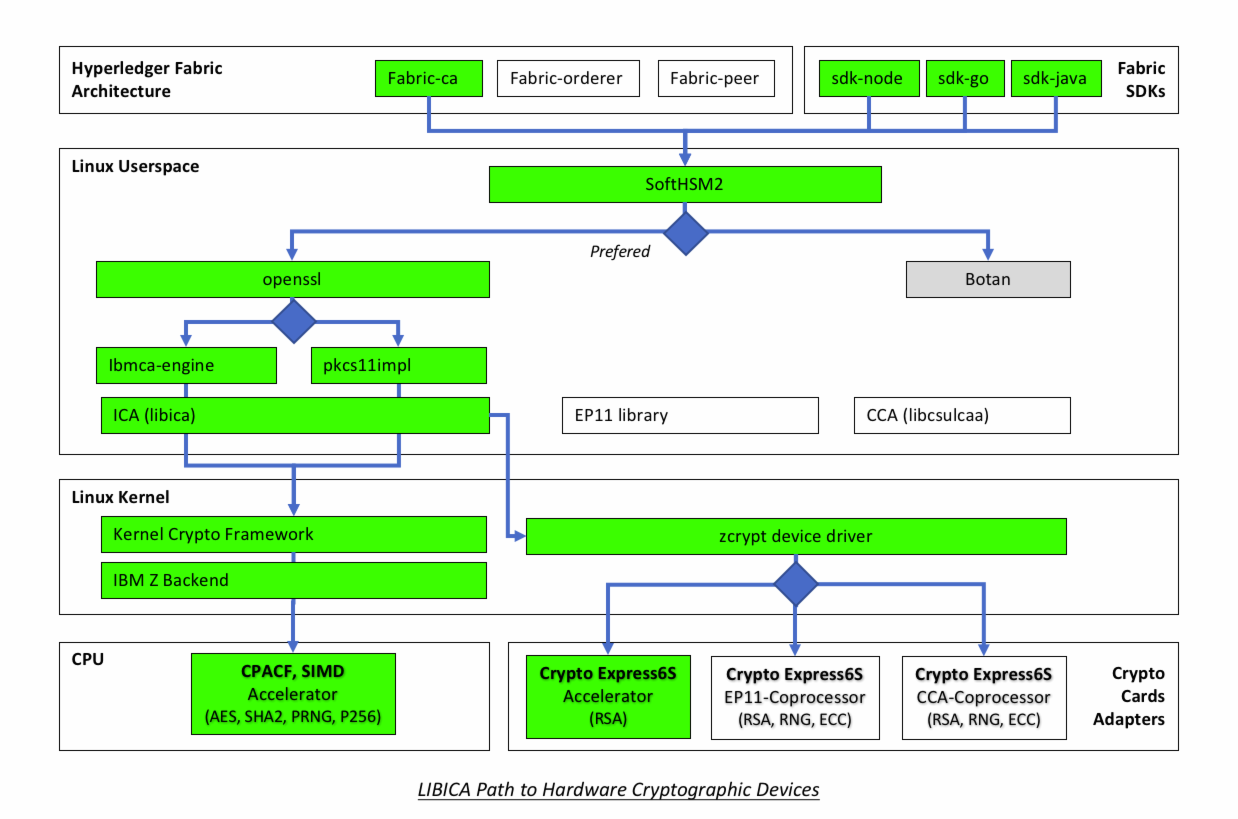 Hyperledger Fabric
Architecture
Fabric-ca
Fabric-orderer
Fabric-peer
sdk-node
sdk-go
sdk-java
Fabric
SDKs
Linux Userspace
SoftHSM2
Prefered
openssl
Botan
Ibmca-engine
pkcs11impl
ICA (libica)
EP11 library
CCA (libcsulcaa)
Linux Kernel
Kernel Crypto Framework
zcrypt device driver
IBM Z Backend
CPU
CPACF, SIMD
Accelerator
(AES, SHA2, PRNG, P256)
Crypto Express6S
Accelerator
(RSA)
Crypto Express6S
EP11-Coprocessor
(RSA, RNG, ECC)
Crypto Express6S
CCA-Coprocessor
(RSA, RNG, ECC)
Crypto
Cards
Adapters
LIBICA Path to Hardware Cryptographic Devices